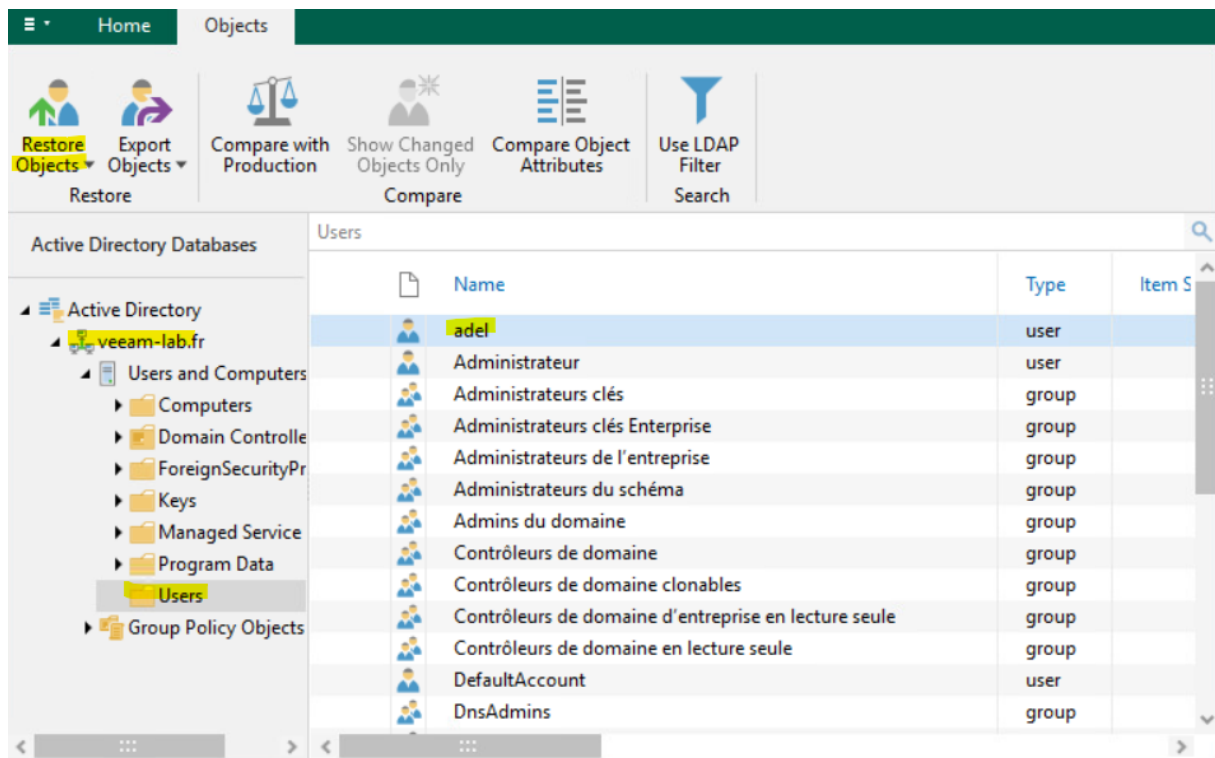 Home Objects
Restore Objects
Export Objects
Compare with Production
Show Changed Objects Only
Compare Object Attributes
Use LDAP Filter
Restore
Compare
Search
Active Directory Databases
Active Directory
veeam-lab.fr
Users and Computers
Computers
Domain Controlle
ForeignSecurityPr
Keys
Managed Service
Program Data
Users
Group Policy Objects
Users
Name Type Item S
adel user
Administrateur user
Administrateurs clés group
Administrateurs clés Enterprise group
Administrateurs de l'entreprise group
Administrateurs du schéma group
Admins du domaine group
Contrôleurs de domaine group
Contrôleurs de domaine clonables group
Contrôleurs de domaine d'entreprise en lecture seule group
Contrôleurs de domaine en lecture seule group
DefaultAccount user
DnsAdmins group